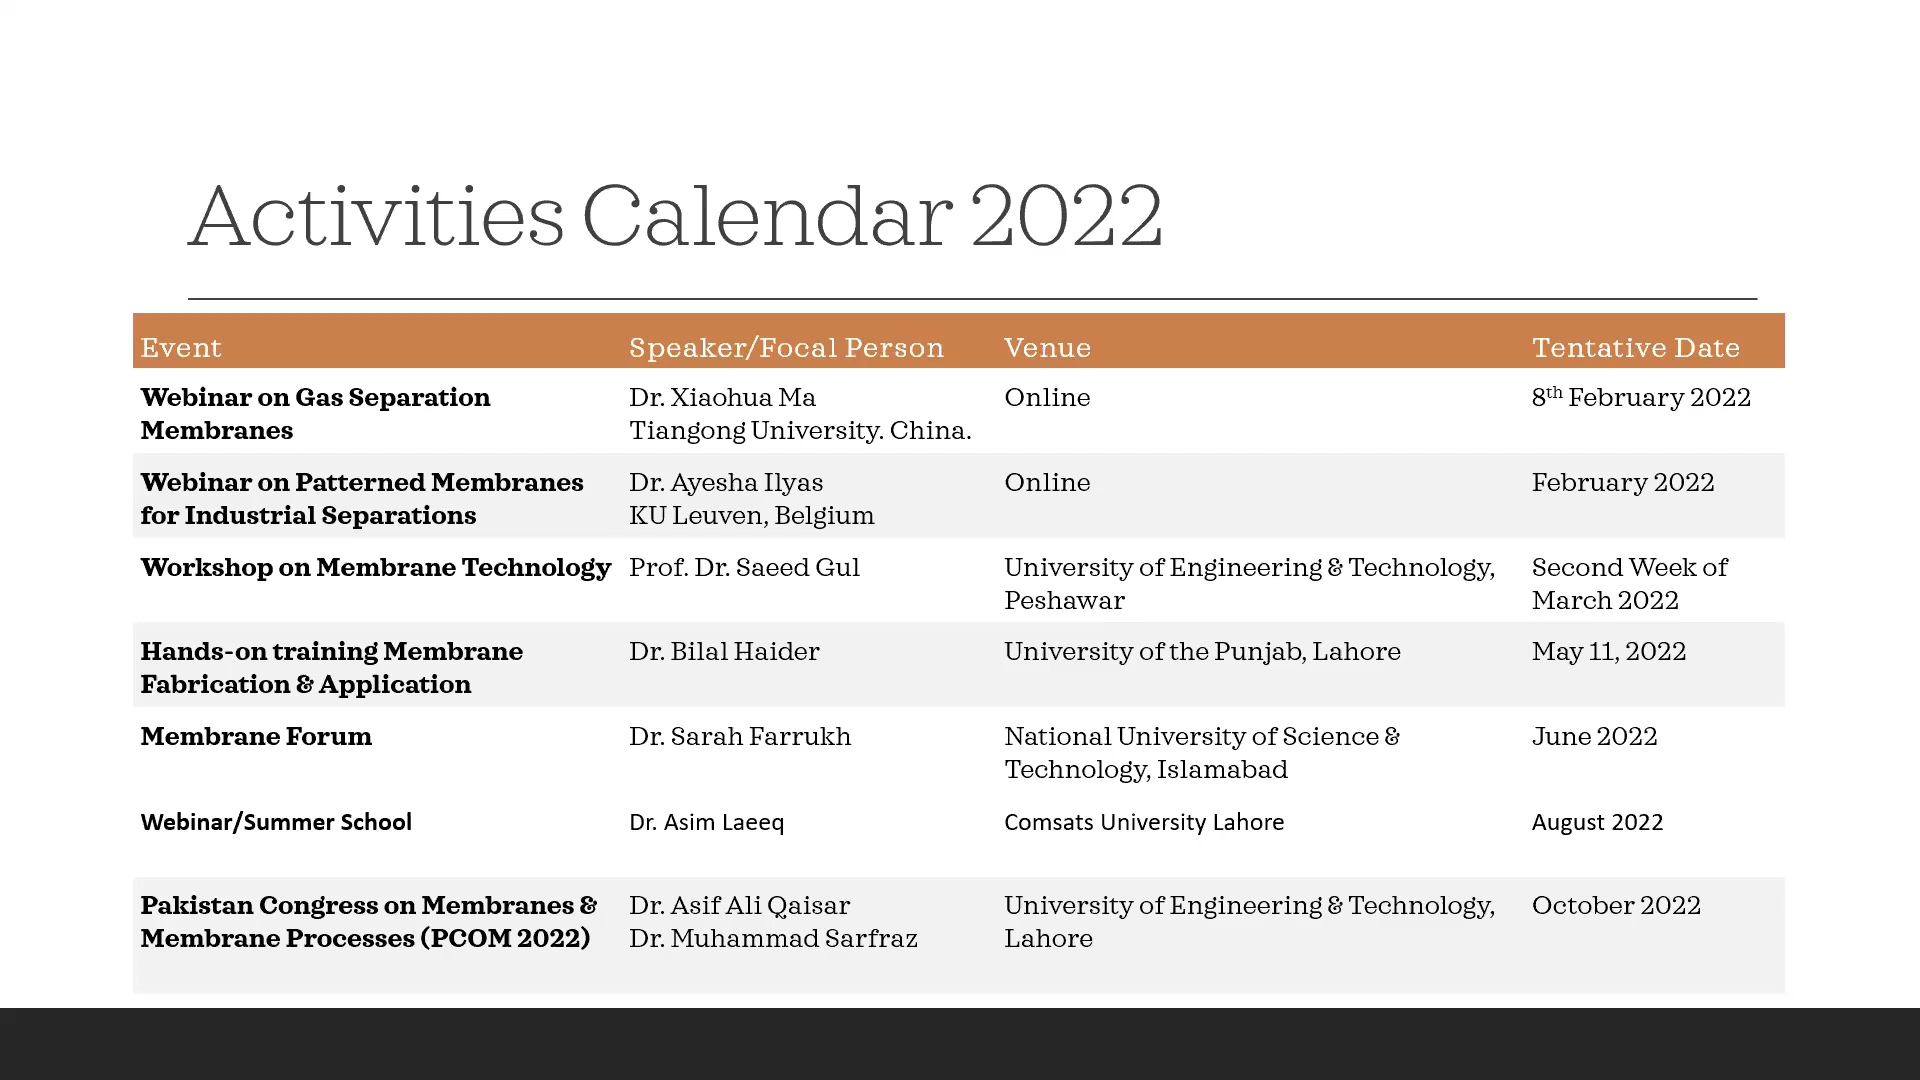 Activities Calendar 2022
Event Speaker/Focal Person Venue Tentative Date
Webinar on Gas Separation
Membranes
Dr. Xiaohua Ma
Tiangong University. China.
Online
8th February 2022
Webinar on Patterned Membranes
for Industrial Separations
Dr. Ayesha Ilyas
KU Leuven, Belgium
Online
February 2022
Workshop on Membrane Technology
Prof. Dr. Saeed Gul
University of Engineering & Technology,
Peshawar
Second Week of
March 2022
Hands-on training Membrane
Fabrication & Application
Dr. Bilal Haider
University of the Punjab, Lahore
May 11, 2022
Membrane Forum
Dr. Sarah Farrukh
National University of Science &
Technology, Islamabad
June 2022
Webinar/Summer School
Dr. Asim Laeeq
Comsats University Lahore
August 2022
Pakistan Congress on Membranes &
Membrane Processes (PCOM 2022)
Dr. Asif Ali Qaisar
Dr. Muhammad Sarfraz
University of Engineering & Technology,
Lahore
October 2022